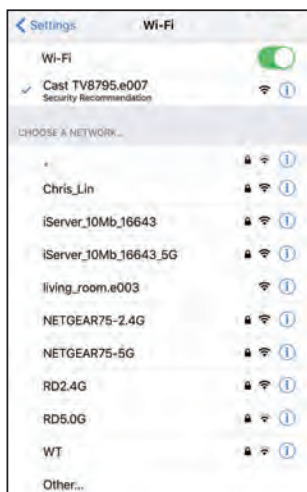 Settings
Wi-Fi
Wi-Fi
Cast TV8795.e007
Security Recommendation
CHOOSE A NETWORK...
.
Chris_Lin
iServer_10Mb_16643
iServer_10Mb_16643_5G
living_room.e003
NETGEAR75-2.4G
NETGEAR75-5G
RD2.4G
RD5.0G
WT
Other...